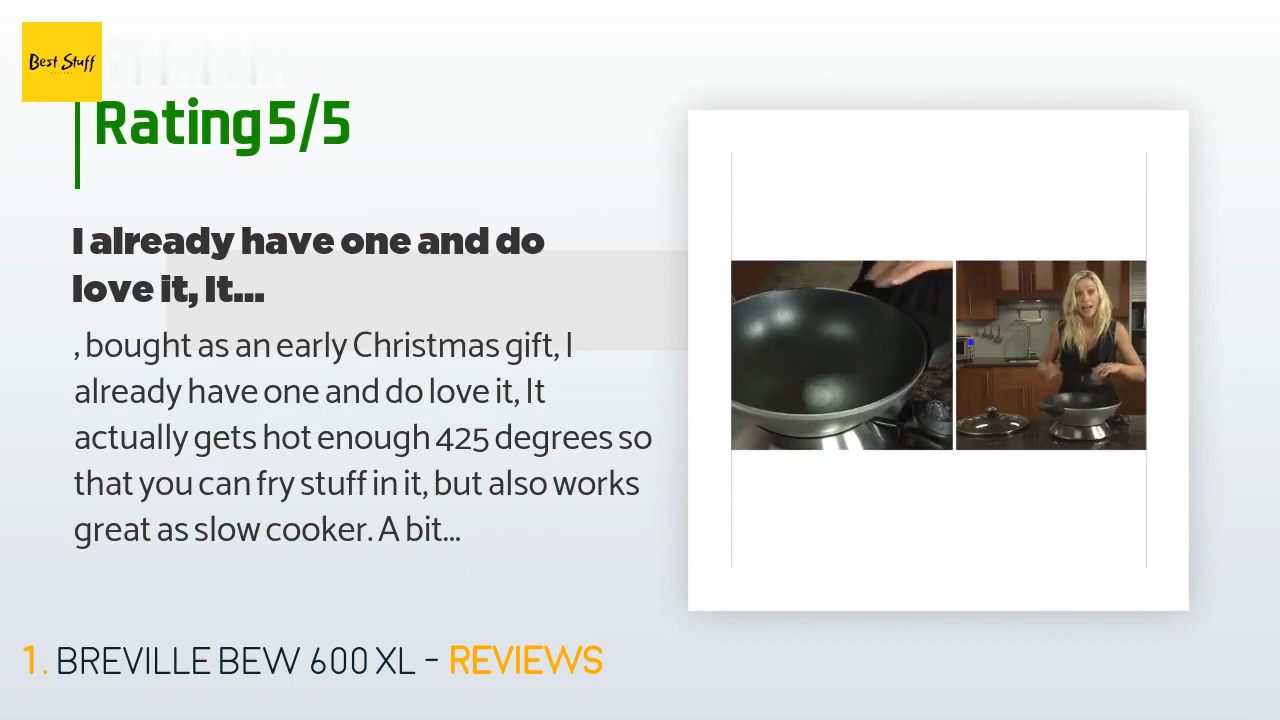 Best Stuff
Rating 5/5
I already have one and do
love it, It...
, bought as an early Christmas gift, I
already have one and do love it, It
actually gets hot enough 425 degrees so
that you can fry stuff in it, but also works
great as slow cooker. A bit...
1. BREVILLE BEW 600 XL - REVIEWS